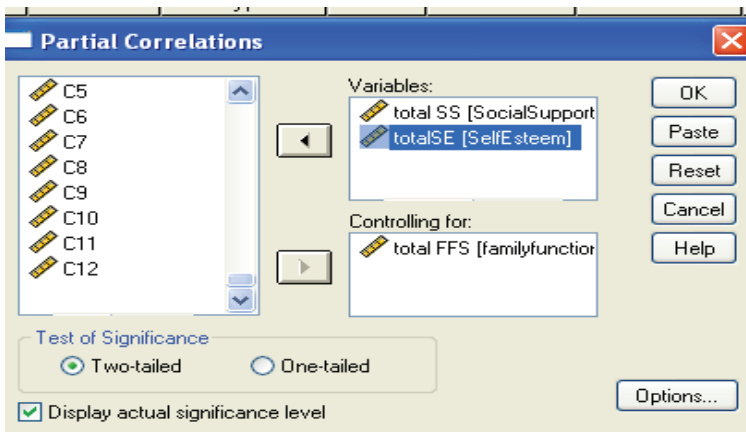 Partial Correlations
C5
C6
C7
C8
C9
C10
C11
C12
Variables:
total SS [SocialSupport
totalSE [SelfEsteem]
Controlling for:
total FFS [familyfunction
OK
Paste
Reset
Cancel
Help
Test of Significance
Two-tailed
One-tailed
Display actual significance level
Options...